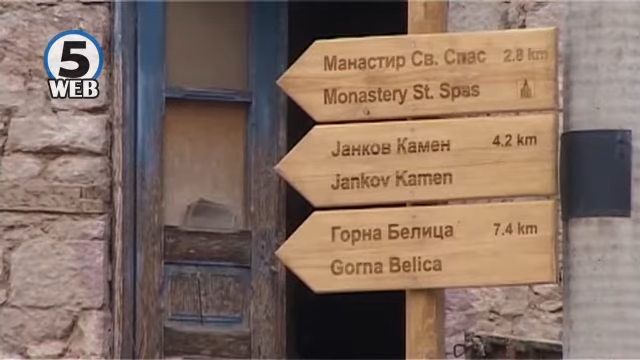 5
WEB
Манастир Св. Спас 2.8 km
Monastery St. Spas
Јанков Камен 4.2 km
Jankov Kamen
Горна Белица 7.4 km
Gorna Belica